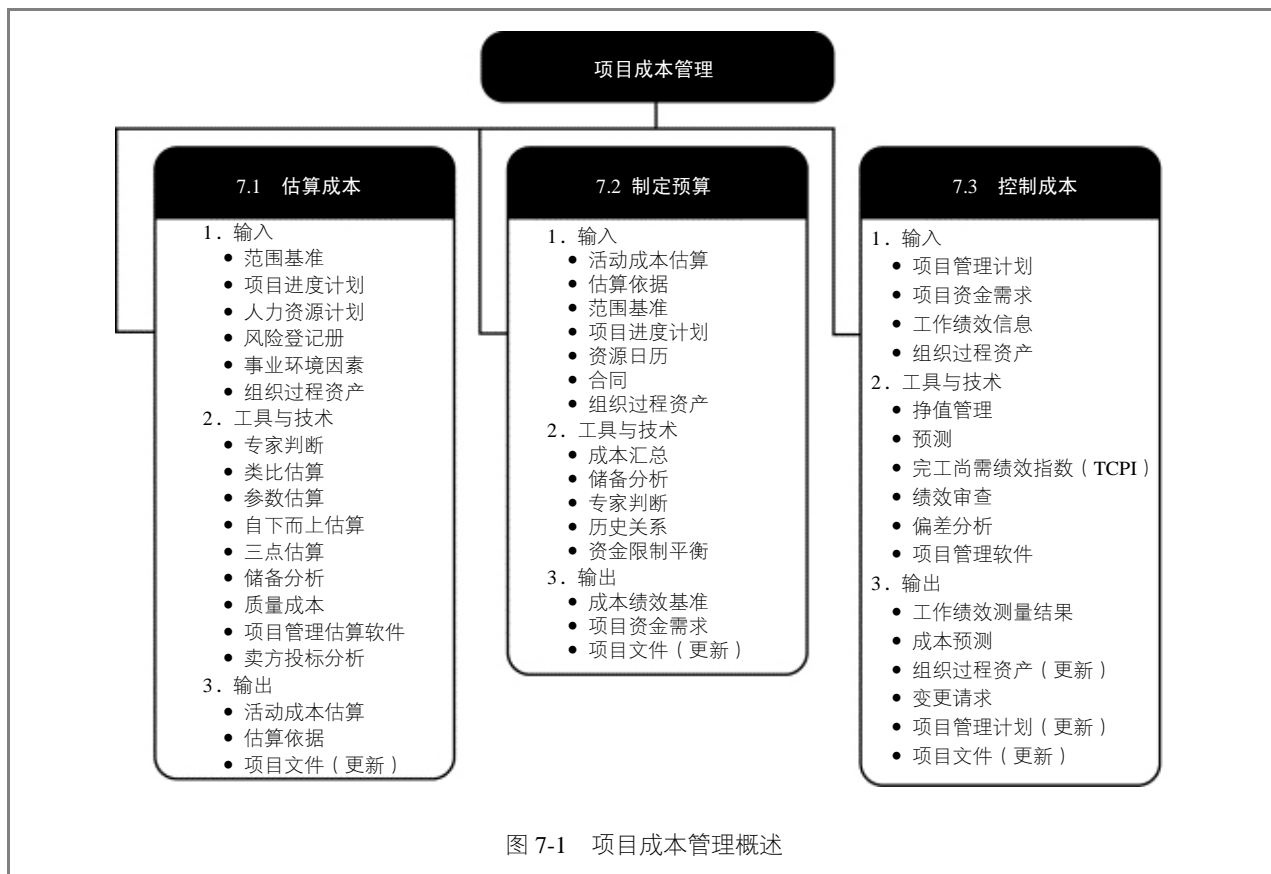 项目成本管理
7.1 估算成本
1. 输入
• 范围基准
• 项目进度计划
• 人力资源计划
• 风险登记册
• 事业环境因素
• 组织过程资产
2. 工具与技术
• 专家判断
• 类比估算
• 参数估算
• 自下而上估算
• 三点估算
• 储备分析
• 质量成本
• 项目管理估算软件
• 卖方投标分析
3. 输出
• 活动成本估算
• 估算依据
• 项目文件（更新）
7.2 制定预算
1. 输入
• 活动成本估算
• 估算依据
• 范围基准
• 项目进度计划
• 资源日历
• 合同
• 组织过程资产
2. 工具与技术
• 成本汇总
• 储备分析
• 专家判断
• 历史关系
• 资金限制平衡
3. 输出
• 成本绩效基准
• 项目资金需求
• 项目文件（更新）
7.3 控制成本
1. 输入
• 项目管理计划
• 项目资金需求
• 工作绩效信息
• 组织过程资产
2. 工具与技术
• 挣值管理
• 预测
• 完工尚需绩效指数（TCPI）
• 绩效审查
• 偏差分析
• 项目管理软件
3. 输出
• 工作绩效测量结果
• 成本预测
• 组织过程资产（更新）
• 变更请求
• 项目管理计划（更新）
• 项目文件（更新）
图 7-1 项目成本管理概述